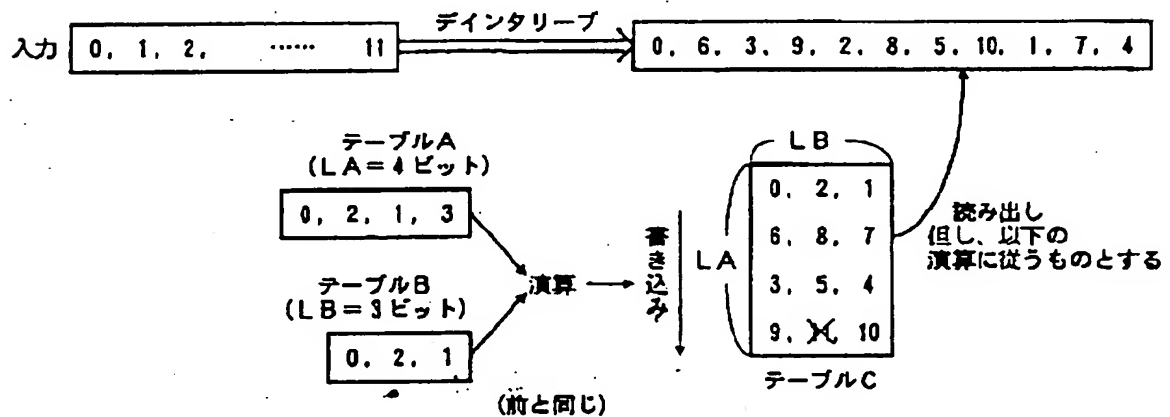 デインタリーブ
入力
0, 1, 2, …… 11
0, 6, 3, 9, 2, 8, 5, 10, 1, 7, 4
テーブルA
(LA=4ビット)
0, 2, 1, 3
テーブルB
(LB=3ビット)
0, 2, 1
演算
書き込み
LA
LB
0, 2, 1
6, 8, 7
3, 5, 4
9, 11, 10
テーブルC
読み出し
但し、以下の
演算に従うものとする
(前と同じ)